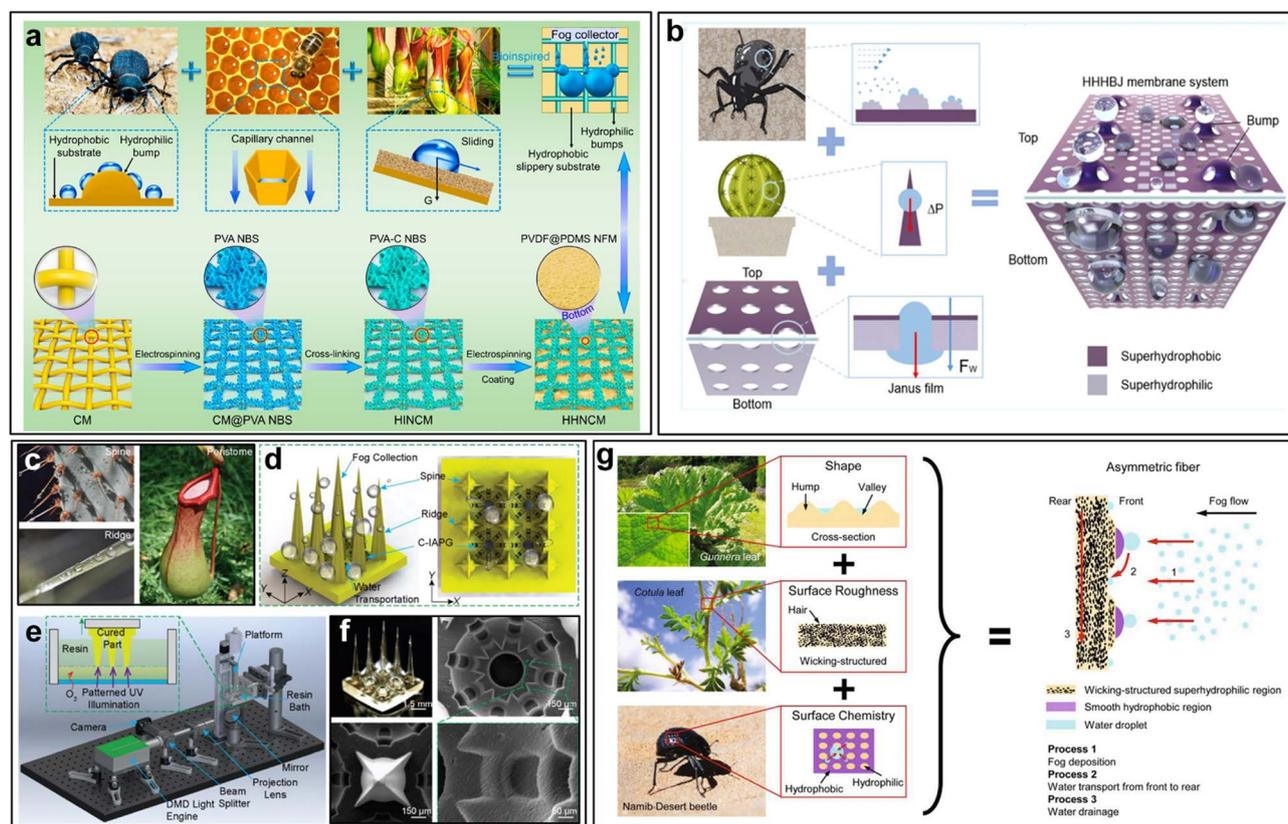 a
Fog collector
Bioinspired
Hydrophobic
substrate
Hydrophilic
bump
Capillary channel
Sliding
G
Hydrophilic
bumps
Hydrophobic
slippery substrate
PVA NBS
PVA-C NBS
PVDF@PDMS NFM
Bottom
Electrospinning
Cross-linking
Electrospinning
Coating
CM
CM@PVA NBS
HINCM
HHNCM
b
HHHBJ membrane system
Top
Bump
ΔP
Bottom
Top
Fw
Janus film
Bottom
Superhydrophobic
Superhydrophilic
c
Spine
Peristome
Ridge
d
Fog Collection
Spine
Ridge
C-IAPG
Water
Transportation
Z
Y
X
Y
X
e
Cured
Part
Resin
O2
Patterned UV
Illumination
Platform
Resin
Bath
Camera
Mirror
Projection
Lens
Beam
Splitter
DMD Light
Engine
f
1.5 mm
150 μm
150 μm
50 μm
g
Shape
Hump
Valley
Cross-section
Gunnera leaf
+
Cotula leaf
Surface Roughness
Hair
Wicking-structured
+
Surface Chemistry
Hydrophobic
Hydrophilic
Namib-Desert beetle
=
Asymmetric fiber
Rear
Front
Fog flow
1
2
3
Wicking-structured superhydrophilic region
Smooth hydrophobic region
Water droplet
Process 1
Fog deposition
Process 2
Water transport from front to rear
Process 3
Water drainage